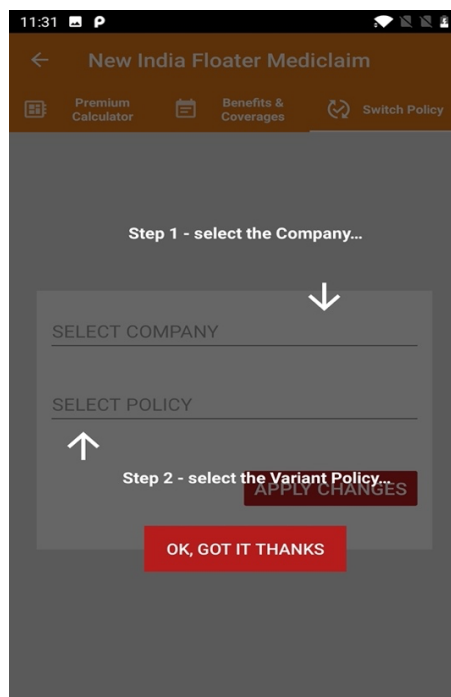 11:31
New India Floater Mediclaim
Premium
Calculator
Benefits &
Coverages
Switch Policy
Step 1 - select the Company...
SELECT COMPANY
SELECT POLICY
Step 2 - select the Variant Policy...
APPLY CHANGES
OK, GOT IT THANKS